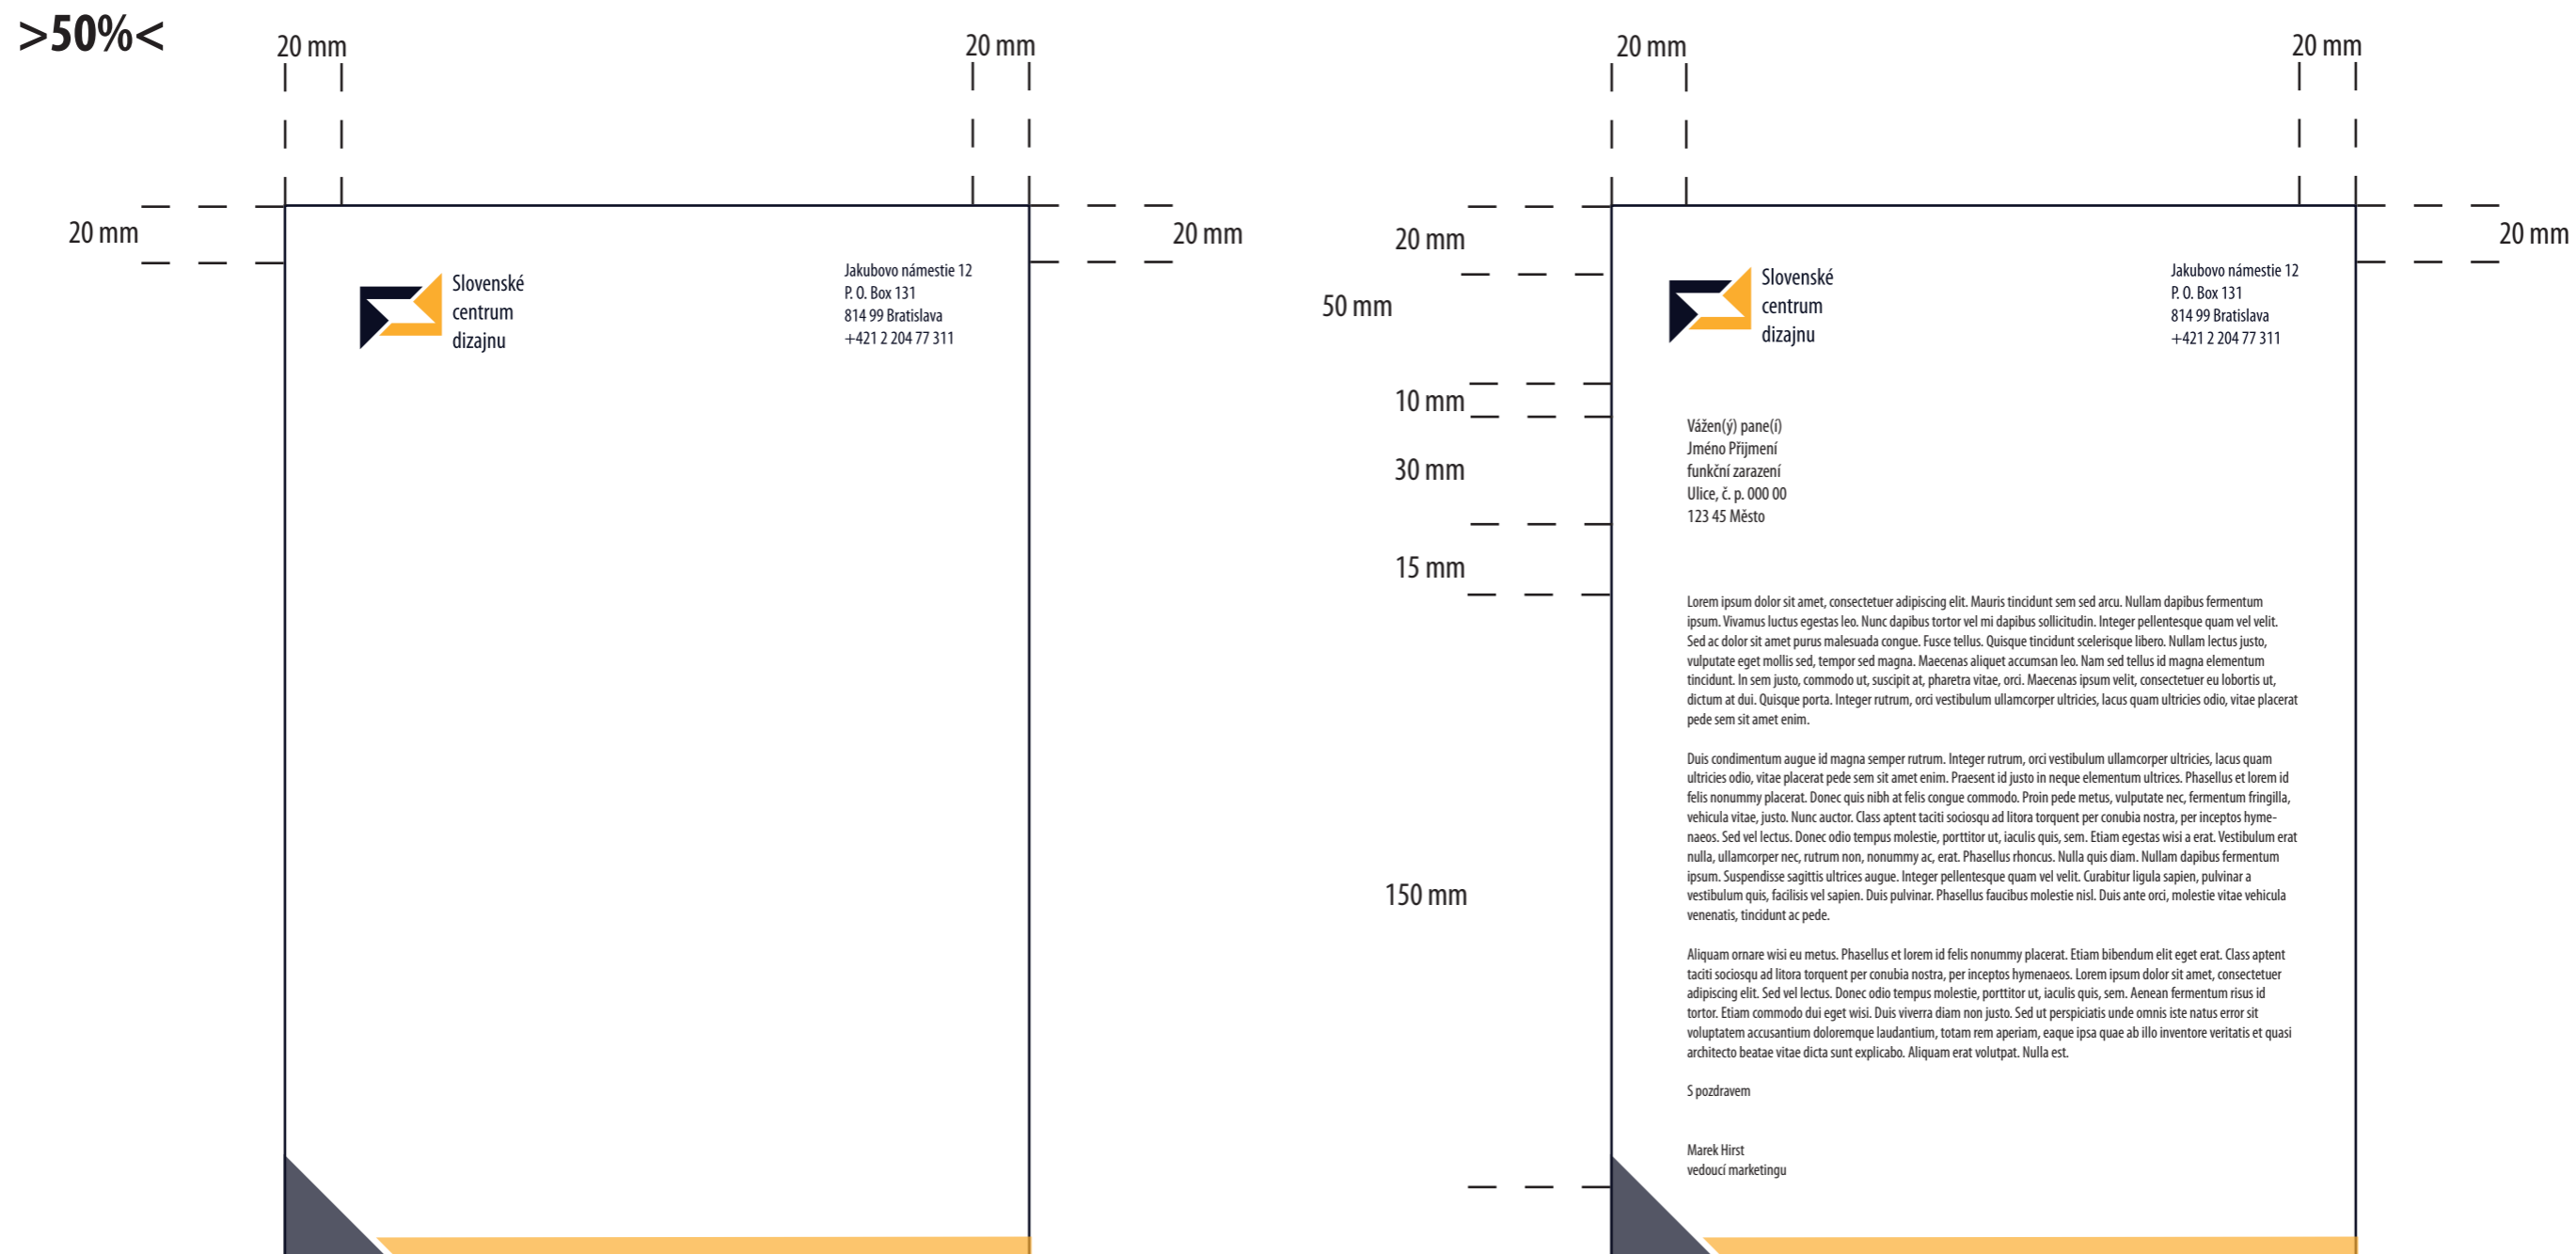 >50%<
20 mm
20 mm
20 mm
20 mm
Slovenské
centrum
dizajnu
Jakubovo námestie 12
P. O. Box 131
814 99 Bratislava
+421 2 204 77 311
20 mm
20 mm
20 mm
20 mm
50 mm
10 mm
30 mm
15 mm
150 mm
Slovenské
centrum
dizajnu
Jakubovo námestie 12
P. O. Box 131
814 99 Bratislava
+421 2 204 77 311
Vážen(ý) pane(í)
Jméno Přijmení
funkční zarazení
Ulice, č. p. 000 00
123 45 Město
Lorem ipsum dolor sit amet, consectetuer adipiscing elit. Mauris tincidunt sem sed arcu. Nullam dapibus fermentum
ipsum. Vivamus luctus egestas leo. Nunc dapibus tortor vel mi dapibus sollicitudin. Integer pellentesque quam vel velit.
Sed ac dolor sit amet purus malesuada congue. Fusce tellus. Quisque tincidunt scelerisque libero. Nullam lectus justo,
vulputate eget mollis sed, tempor sed magna. Maecenas aliquet accumsan leo. Nam sed tellus id magna elementum
tincidunt. In sem justo, commodo ut, suscipit at, pharetra vitae, orci. Maecenas ipsum velit, consectetuer eu lobortis ut,
dictum at dui. Quisque porta. Integer rutrum, orci vestibulum ullamcorper ultricies, lacus quam ultricies odio, vitae placerat
pede sem sit amet enim.
Duis condimentum augue id magna semper rutrum. Integer rutrum, orci vestibulum ullamcorper ultricies, lacus quam
ultricies odio, vitae placerat pede sem sit amet enim. Praesent id justo in neque elementum ultrices. Phasellus et lorem id
felis nonummy placerat. Donec quis nibh at felis congue commodo. Proin pede metus, vulputate nec, fermentum fringilla,
vehicula vitae, justo. Nunc auctor. Class aptent taciti sociosqu ad litora torquent per conubia nostra, per inceptos hyme-
naeos. Sed vel lectus. Donec odio tempus molestie, porttitor ut, iaculis quis, sem. Etiam egestas wisi a erat. Vestibulum erat
nulla, ullamcorper nec, rutrum non, nonummy ac, erat. Phasellus rhoncus. Nulla quis diam. Nullam dapibus fermentum
ipsum. Suspendisse sagittis ultrices augue. Integer pellentesque quam vel velit. Curabitur ligula sapien, pulvinar a
vestibulum quis, facilisis vel sapien. Duis pulvinar. Phasellus faucibus molestie nisl. Duis ante orci, molestie vitae vehicula
venenatis, tincidunt ac pede.
Aliquam ornare wisi eu metus. Phasellus et lorem id felis nonummy placerat. Etiam bibendum elit eget erat. Class aptent
taciti sociosqu ad litora torquent per conubia nostra, per inceptos hymenaeos. Lorem ipsum dolor sit amet, consectetuer
adipiscing elit. Sed vel lectus. Donec odio tempus molestie, porttitor ut, iaculis quis, sem. Aenean fermentum risus id
tortor. Etiam commodo dui eget wisi. Duis viverra diam non justo. Sed ut perspiciatis unde omnis iste natus error sit
voluptatem accusantium doloremque laudantium, totam rem aperiam, eaque ipsa quae ab illo inventore veritatis et quasi
architecto beatae vitae dicta sunt explicabo. Aliquam erat volutpat. Nulla est.
S pozdravem
Marek Hirst
vedoucí marketingu